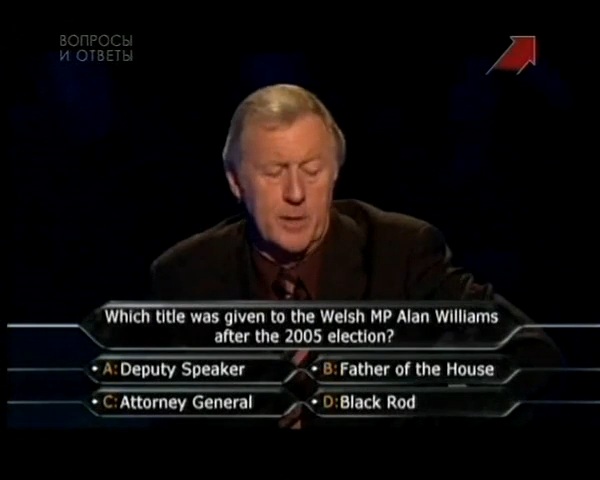 ВОПРОСЫ
И ОТВЕТЫ
Which title was given to the Welsh MP Alan Williams
after the 2005 election?
• A: Deputy Speaker
• B: Father of the House
• C: Attorney General
• D: Black Rod